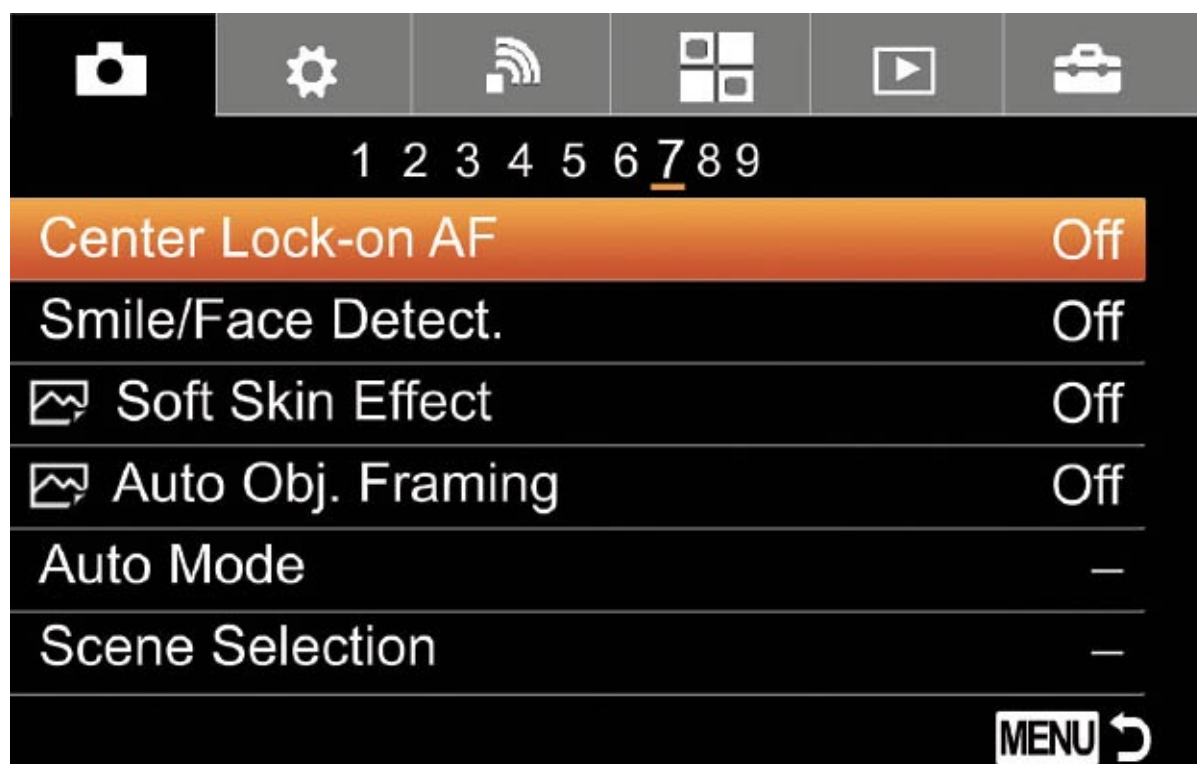 1 2 3 4 5 6 7 8 9
Center Lock-on AF Off
Smile/Face Detect. Off
Soft Skin Effect Off
Auto Obj. Framing Off
Auto Mode –
Scene Selection –
MENU